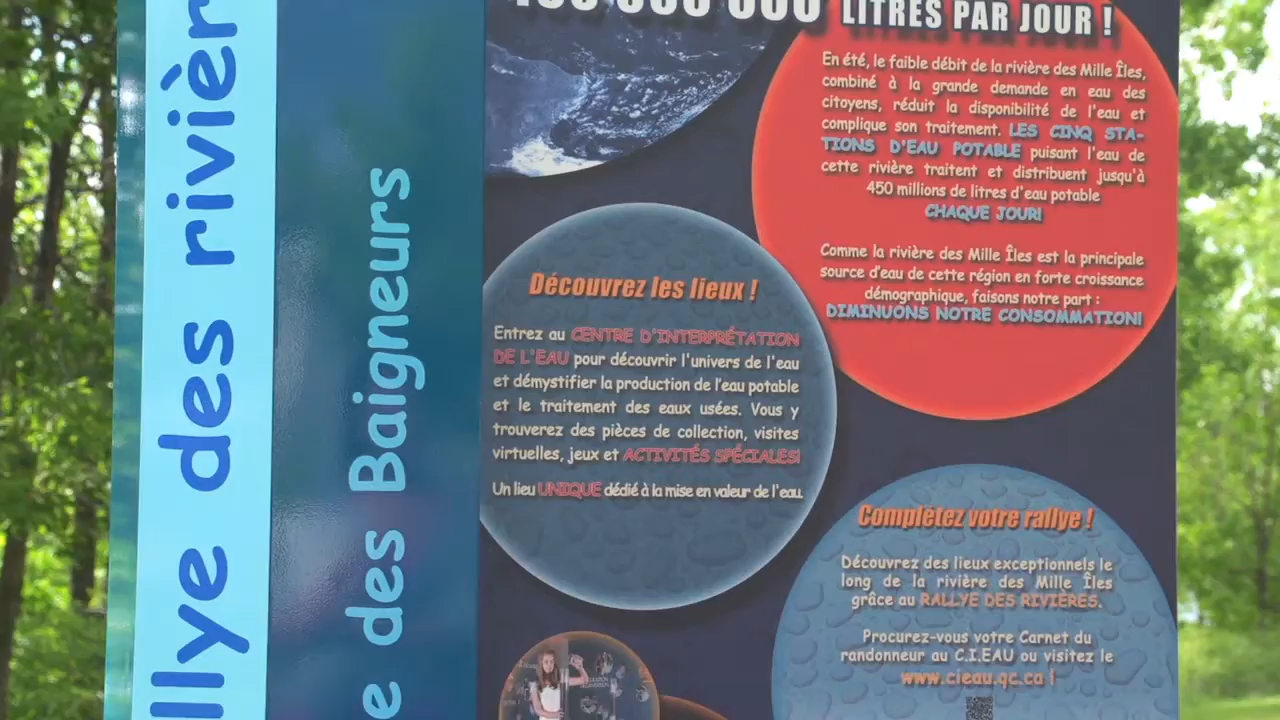 llye des riviè
e des Baigneurs
LITRES PAR JOUR !
En été, le faible débit de la rivière des Mille Îles,
combiné à la grande demande en eau des
citoyens, réduit la disponibilité de l'eau et
complique son traitement. LES CINQ STA-
TIONS D'EAU POTABLE puisant l'eau de
cette rivière traitent et distribuent jusqu'à
450 millions de litres d'eau potable
CHAQUE JOUR!
Comme la rivière des Mille Îles est la principale
source d'eau de cette région en forte croissance
démographique, faisons notre part :
DIMINUONS NOTRE CONSOMMATION!
Découvrez les lieux !
Entrez au CENTRE D'INTERPRÉTATION
DE L'EAU pour découvrir l'univers de l'eau
et démystifier la production de l'eau potable
et le traitement des eaux usées. Vous y
trouverez des pièces de collection, visites
virtuelles, jeux et ACTIVITÉS SPÉCIALES!
Un lieu UNIQUE dédié à la mise en valeur de l'eau.
Complétez votre rallye !
Découvrez des lieux exceptionnels le
long de la rivière des Mille Îles
grâce au RALLYE DES RIVIÈRES.
Procurez-vous votre Carnet du
randonneur au C.I.EAU ou visitez le
www.cieau.qc.ca !